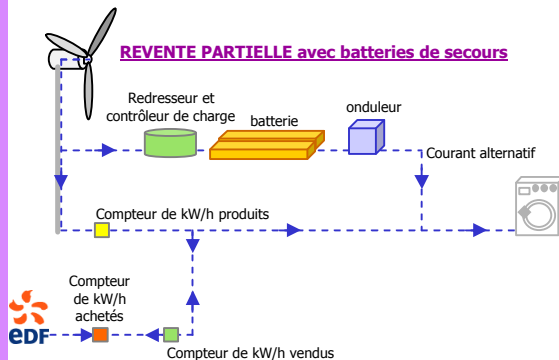 REVENTE PARTIELLE avec batteries de secours
Redresseur et
contrôleur de charge
batterie
onduleur
Courant alternatif
Compteur de kW/h produits
Compteur
de kW/h
achetés
eDF
Compteur de kW/h vendus